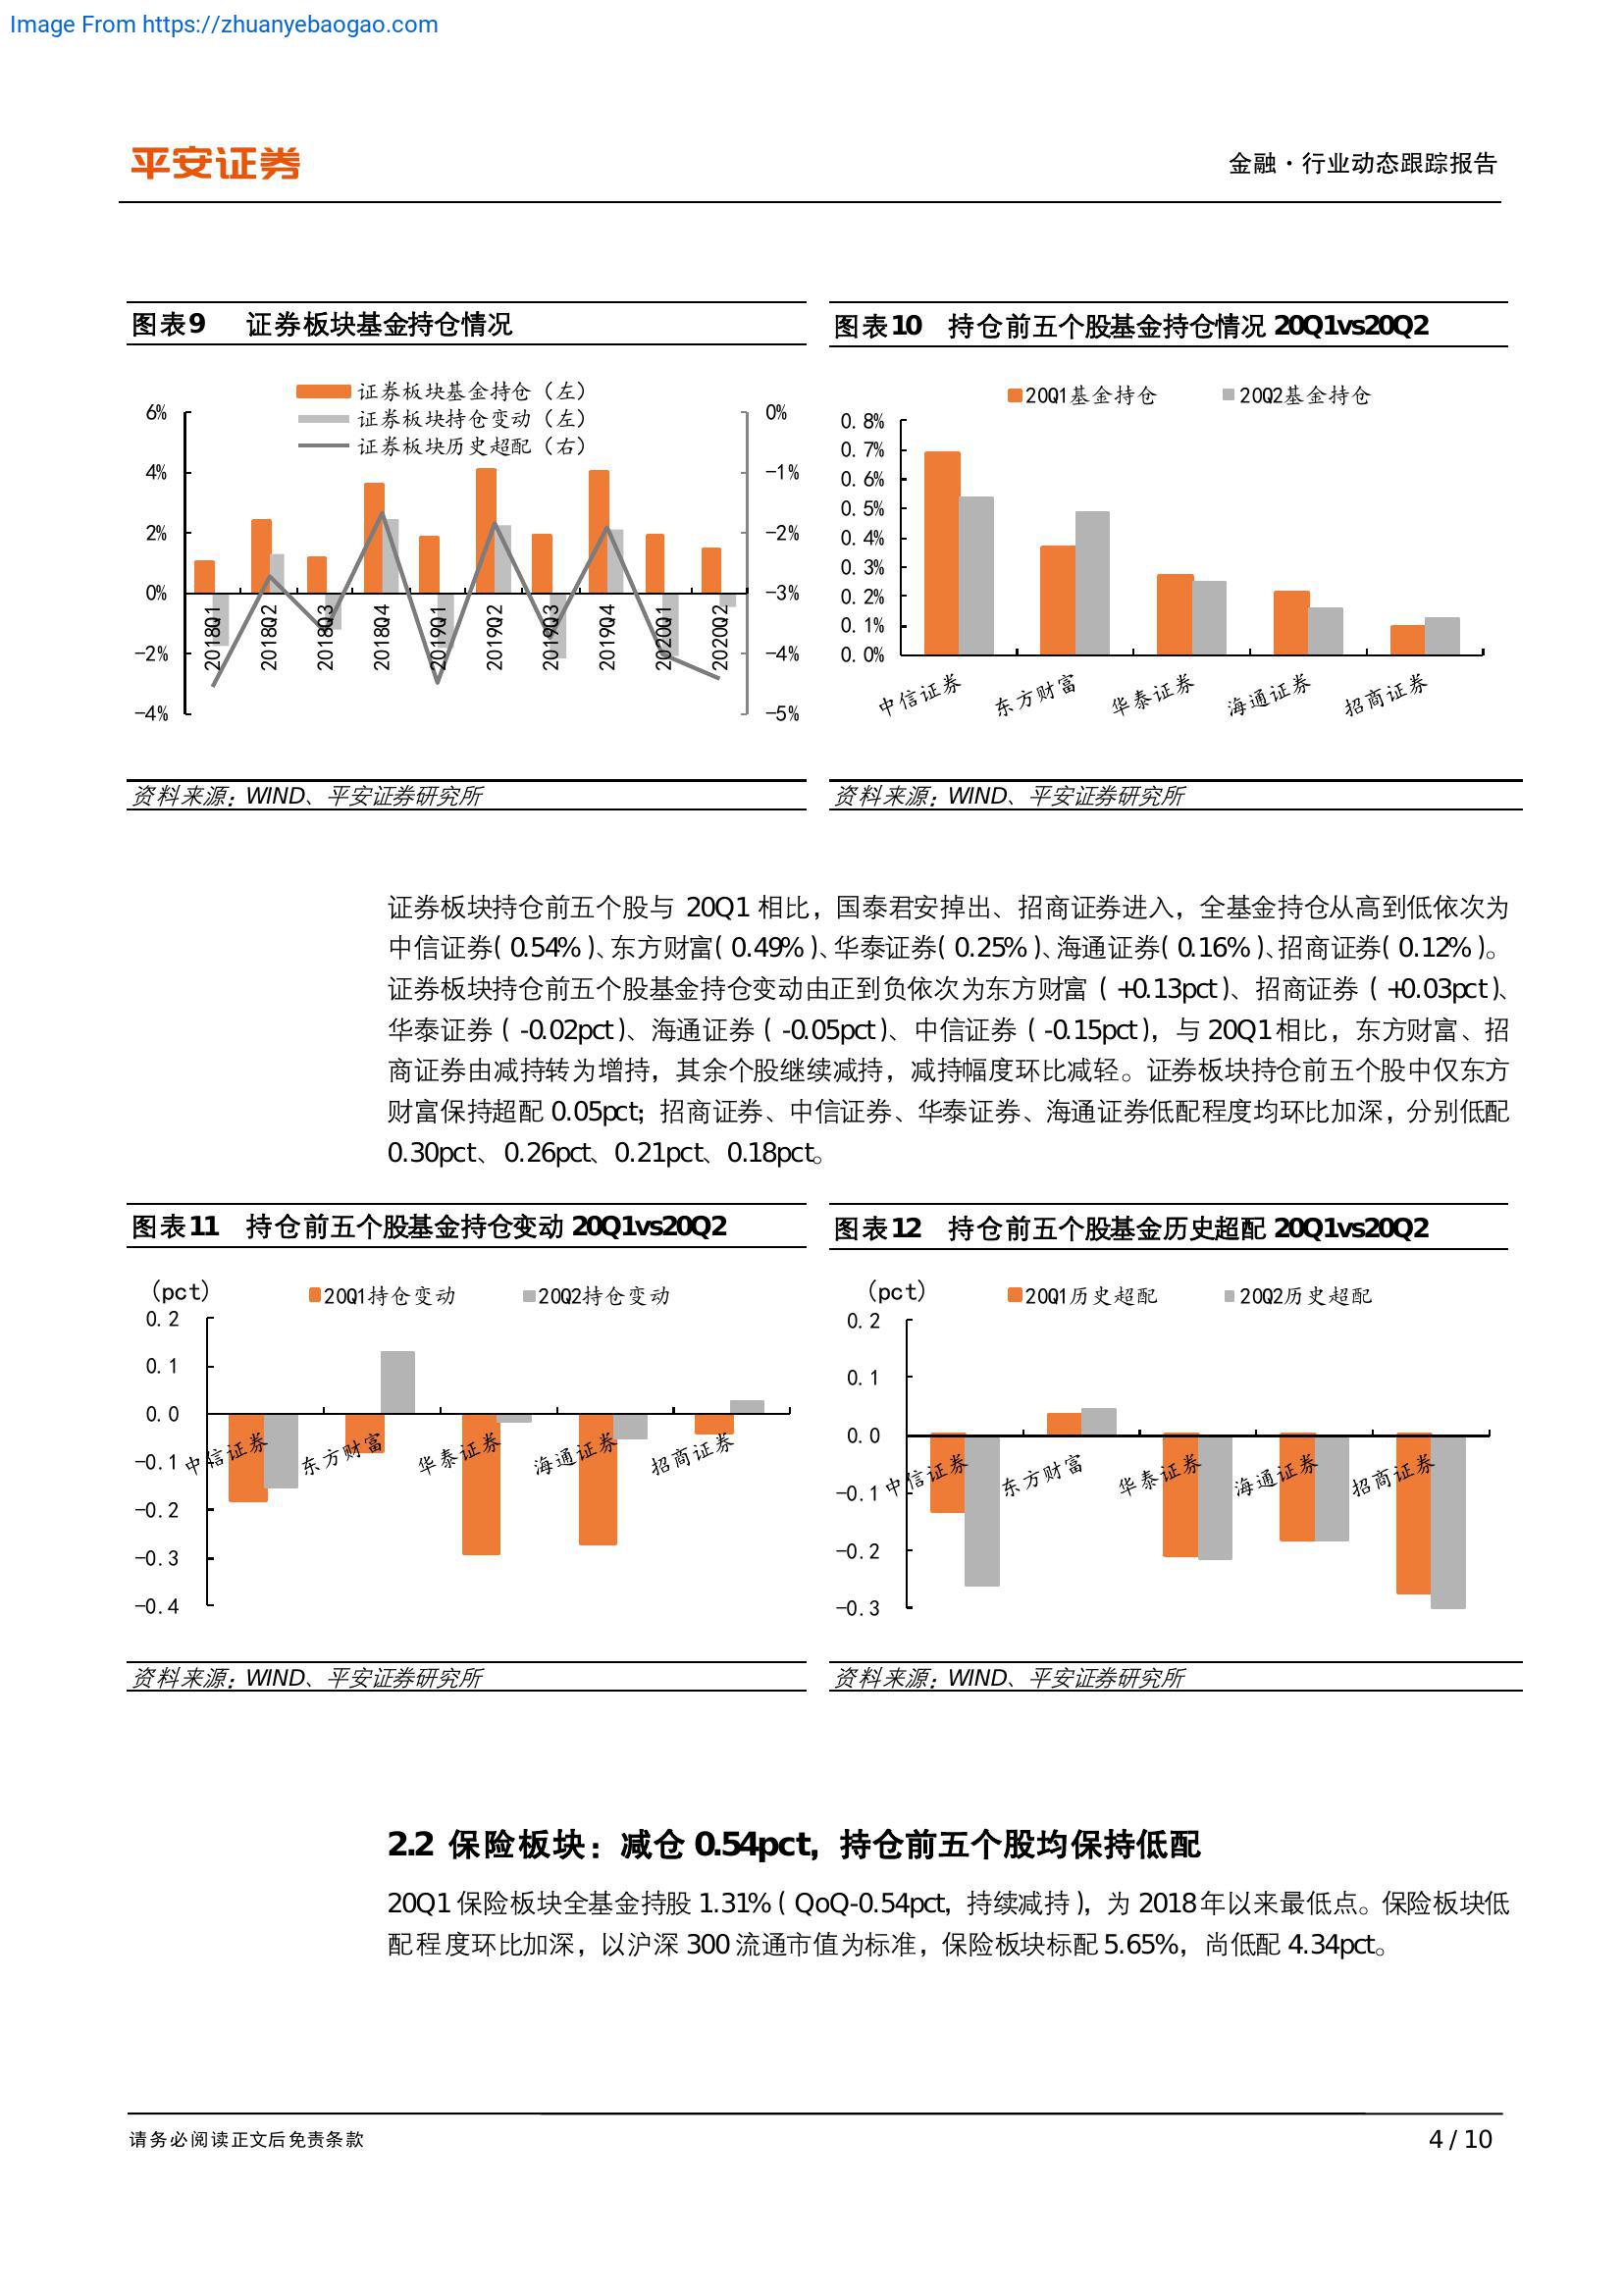 Image From https://zhuanyebaogao.com
平安证券
金融·行业动态跟踪报告
图表9 证券板块基金持仓情况
证券板块基金持仓（左）
证券板块持仓变动（左）
证券板块历史超配（右）
6%
4%
2%
0%
-2%
-4%
0%
-1%
-2%
-3%
-4%
-5%
2018Q1
2018Q2
2018Q3
2018Q4
2019Q1
2019Q2
2019Q3
2019Q4
2020Q1
2020Q2
资料来源：WIND、平安证券研究所
图表10 持仓前五个股基金持仓情况 20Q1vs20Q2
20Q1基金持仓 20Q2基金持仓
0.8%
0.7%
0.6%
0.5%
0.4%
0.3%
0.2%
0.1%
0.0%
中信证券 东方财富 华泰证券 海通证券 招商证券
资料来源：WIND、平安证券研究所
证券板块持仓前五个股与 20Q1 相比，国泰君安掉出、招商证券进入，全基金持仓从高到低依次为
中信证券（0.54%）、东方财富（0.49%）、华泰证券（0.25%）、海通证券（0.16%）、招商证券（0.12%）。
证券板块持仓前五个股基金持仓变动由正到负依次为东方财富（+0.13pct）、招商证券（+0.03pct）、
华泰证券（-0.02pct）、海通证券（-0.05pct）、中信证券（-0.15pct），与 20Q1 相比，东方财富、招
商证券由减持转为增持，其余个股继续减持，减持幅度环比减轻。证券板块持仓前五个股中仅东方
财富保持超配 0.05pct；招商证券、中信证券、华泰证券、海通证券低配程度均环比加深，分别低配
0.30pct、0.26pct、0.21pct、0.18pct。
图表11 持仓前五个股基金持仓变动 20Q1vs20Q2
（pct）
20Q1持仓变动 20Q2持仓变动
0.2
0.1
0.0
-0.1
-0.2
-0.3
-0.4
中信证券 东方财富 华泰证券 海通证券 招商证券
资料来源：WIND、平安证券研究所
图表12 持仓前五个股基金历史超配 20Q1vs20Q2
（pct）
20Q1历史超配 20Q2历史超配
0.2
0.1
0.0
-0.1
-0.2
-0.3
中信证券 东方财富 华泰证券 海通证券 招商证券
资料来源：WIND、平安证券研究所
2.2 保险板块：减仓 0.54pct，持仓前五个股均保持低配
20Q1 保险板块全基金持股 1.31%（QoQ-0.54pct，持续减持），为 2018 年以来最低点。保险板块低
配程度环比加深，以沪深 300 流通市值为标准，保险板块标配 5.65%，尚低配 4.34pct。
请务必阅读正文后免责条款
4 / 10